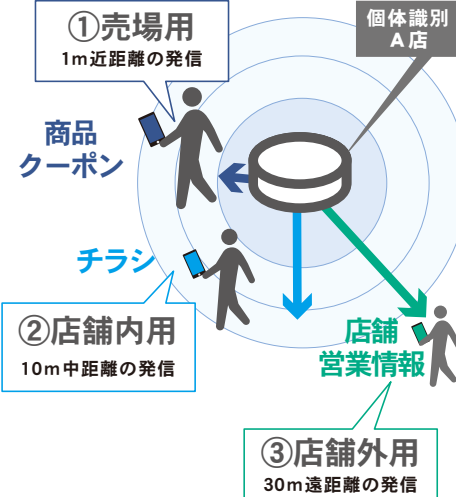 ①売場用
1m近距離の発信
個体識別
A店
商品
クーポン
チラシ
②店舗内用
10m中距離の発信
店舗
営業情報
③店舗外用
30m遠距離の発信